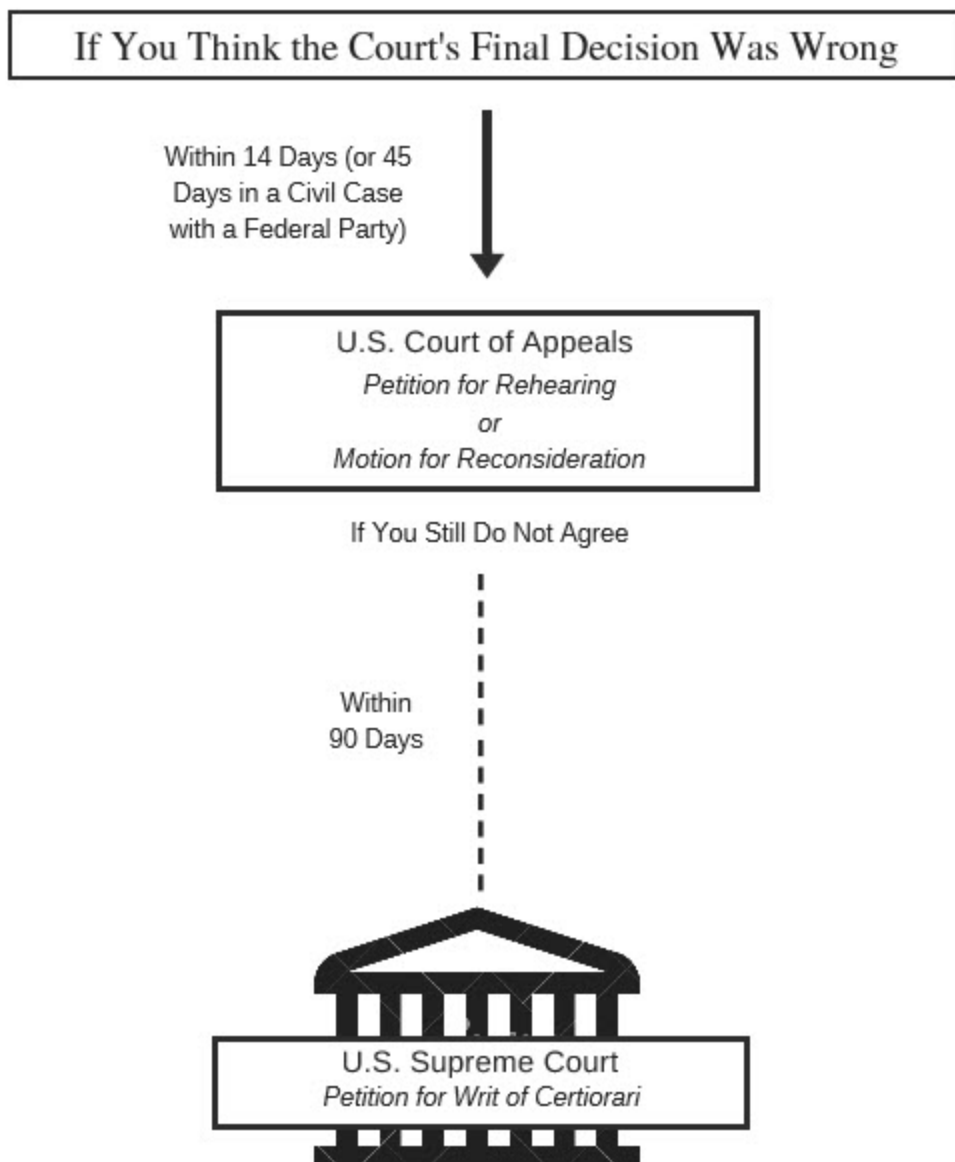 If You Think the Court's Final Decision Was Wrong
Within 14 Days (or 45
Days in a Civil Case
with a Federal Party)
U.S. Court of Appeals
Petition for Rehearing
or
Motion for Reconsideration
If You Still Do Not Agree
Within
90 Days
U.S. Supreme Court
Petition for Writ of Certiorari